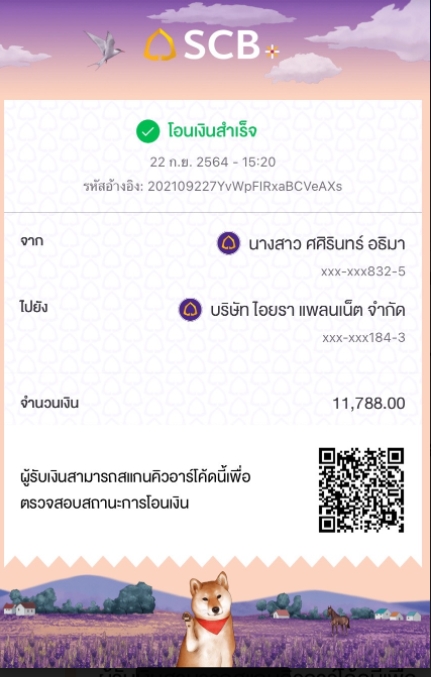 SCB
โอนเงินสำเร็จ
22 ก.ย. 2564 - 15:20
รหัสอ้างอิง: 202109227YvWpFlRxaBCVeAXs
จาก
นางสาว ศศิรินทร์ อธิมา
xxx-xxx832-5
ไปยัง
บริษัท ไอยรา แพลนเน็ต จำกัด
xxx-xxx184-3
จำนวนเงิน
11,788.00
ผู้รับเงินสามารถสแกนคิวอาร์โค้ดนี้เพื่อ
ตรวจสอบสถานะการโอนเงิน